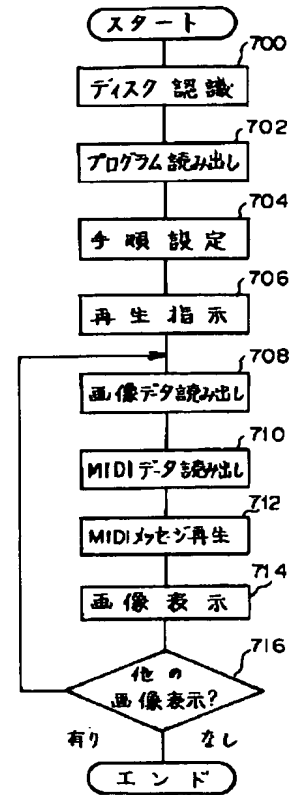 スタート
700
ディスク認識
702
プログラム読み出し
704
手順設定
706
再生指示
708
画像データ読み出し
710
MIDIデータ読み出し
712
MIDIメッセージ再生
714
画像表示
716
他の
画像表示?
有り なし
エンド